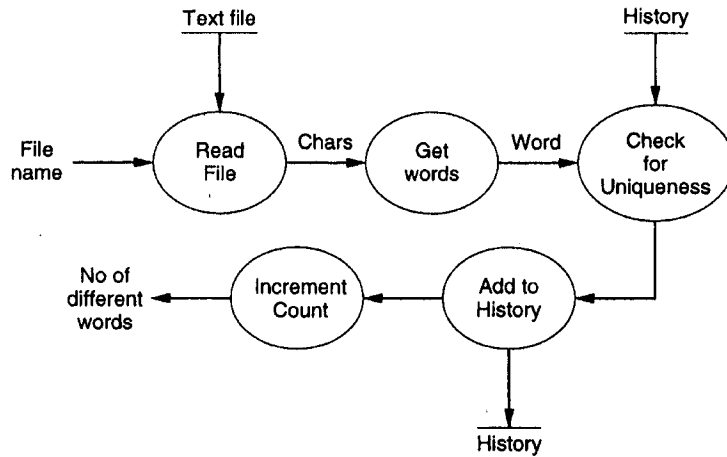 Text file
History
File
name
Read
File
Chars
Get
words
Word
Check
for
Uniqueness
No of
different
words
Increment
Count
Add to
History
History